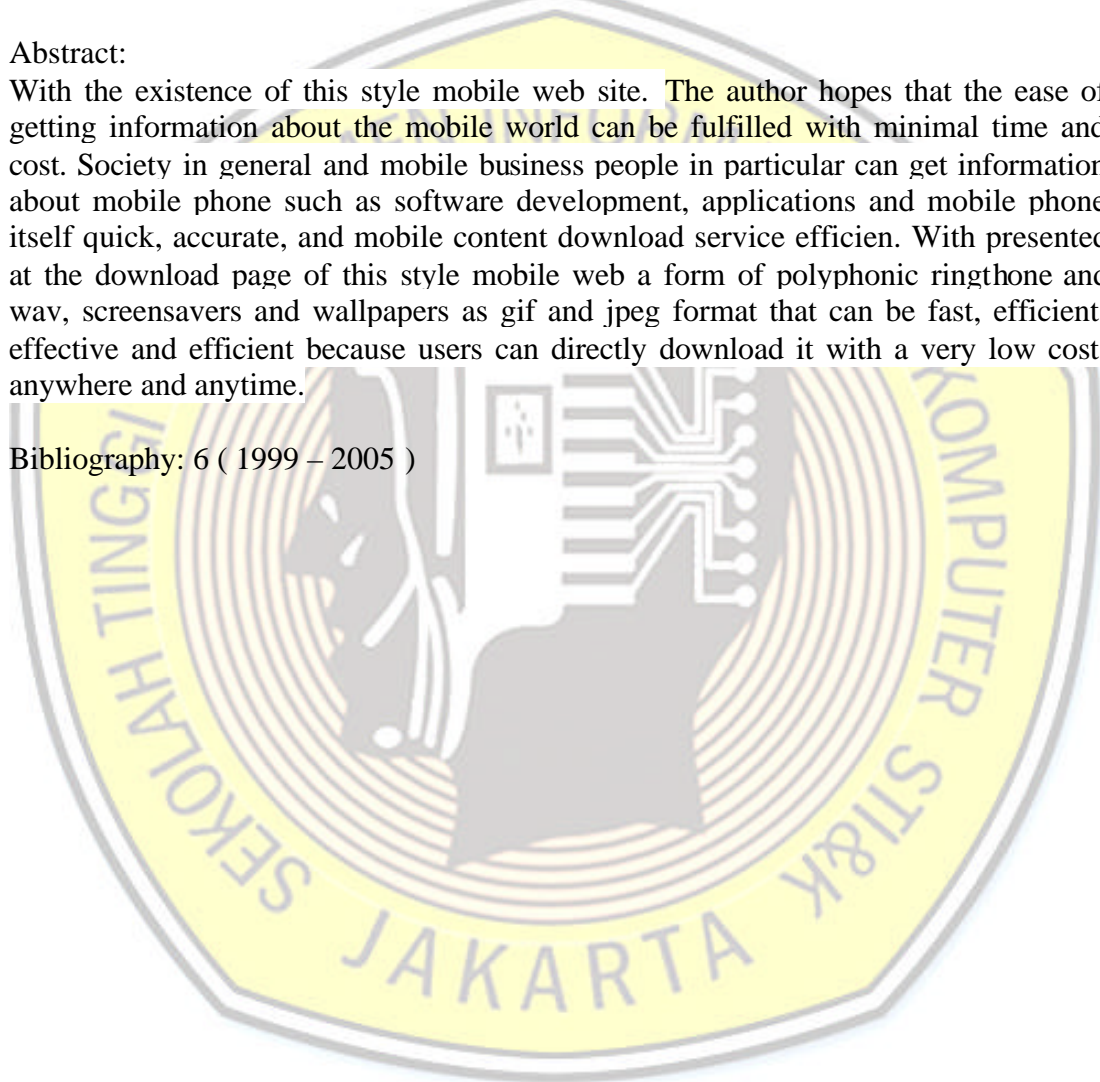 Abstract:
With the existence of this style mobile web site. The author hopes that the ease of
getting information about the mobile world can be fulfilled with minimal time and
cost. Society in general and mobile business people in particular can get information
about mobile phone such as software development, applications and mobile phone
itself quick, accurate, and mobile content download service efficien. With presented
at the download page of this style mobile web a form of polyphonic ringthone and
wav, screensavers and wallpapers as gif and jpeg format that can be fast, efficient
effective and efficient because users can directly download it with a very low cost
anywhere and anytime.
Bibliography: 6 ( 1999 – 2005 )
SEKOLAH TINGGI
KOMPUTER STI&K
JAKARTA